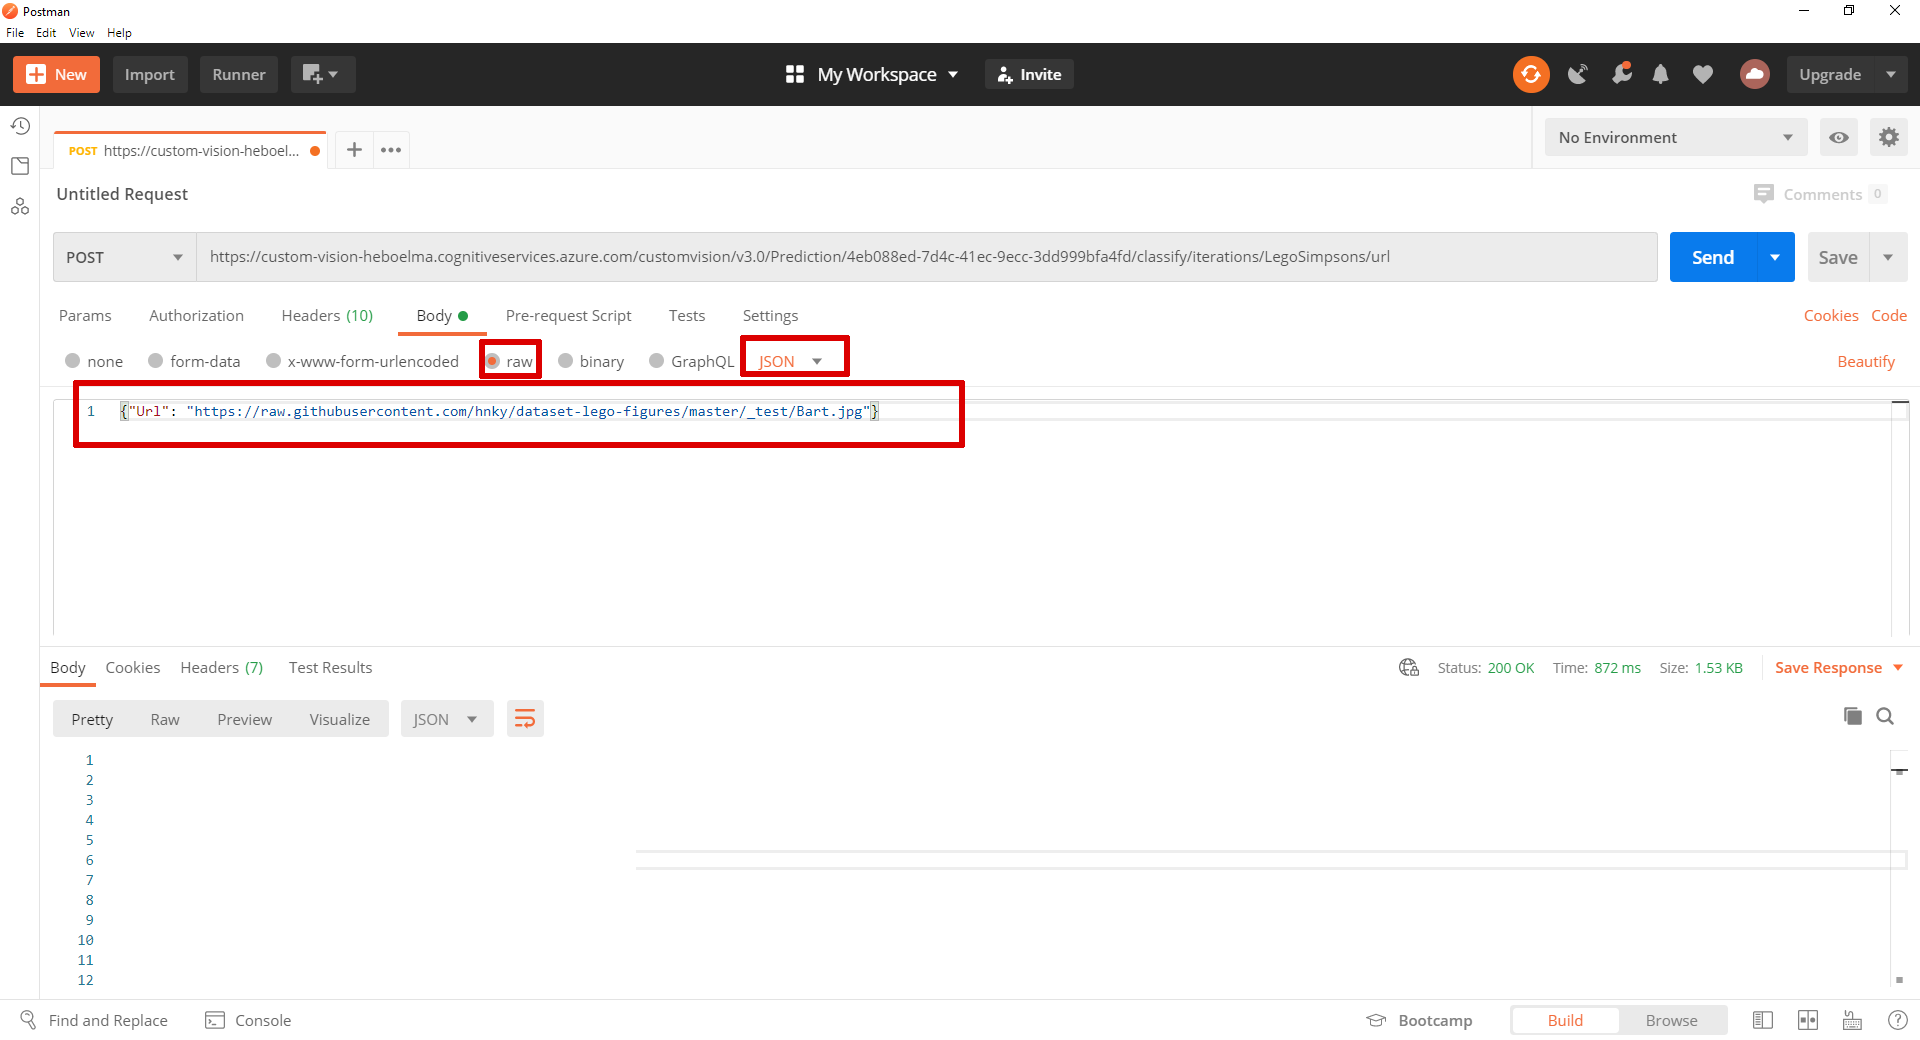 Postman
File Edit View Help
New Import Runner My Workspace Invite Upgrade
POST https://custom-vision-heboel... No Environment
Untitled Request Comments 0
POST https://custom-vision-heboelma.cognitiveservices.azure.com/customvision/v3.0/Prediction/4eb088ed-7d4c-41ec-9ecc-3dd999bfa4fd/classify/iterations/LegoSimpsons/url Send Save
Params Authorization Headers (10) Body Pre-request Script Tests Settings Cookies Code
none form-data x-www-form-urlencoded raw binary GraphQL JSON Beautify
1 {"Url": "https://raw.githubusercontent.com/hnky/dataset-lego-figures/master/_test/Bart.jpg"}
Body Cookies Headers (7) Test Results Status: 200 OK Time: 872 ms Size: 1.53 KB Save Response
Pretty Raw Preview Visualize JSON
1
2
3
4
5
6
7
8
9
10
11
12
Find and Replace Console Bootcamp Build Browse